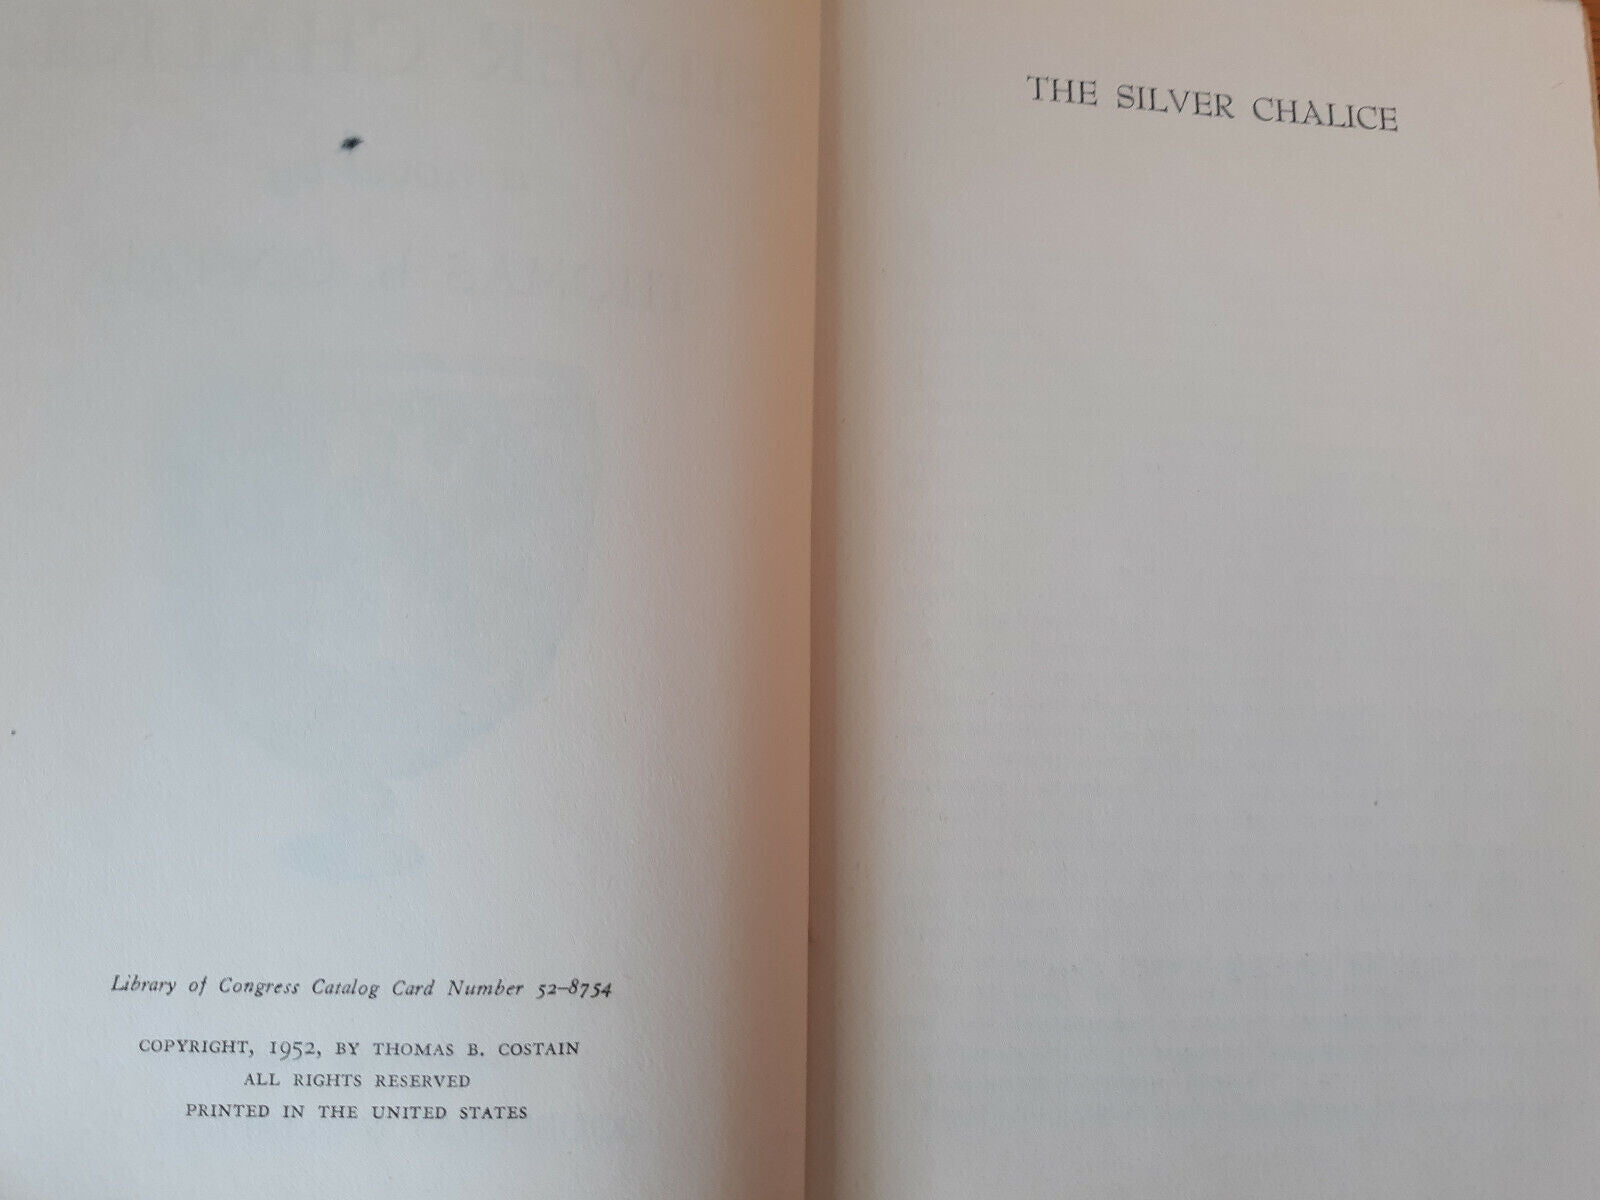 Library of Congress Catalog Card Number 52–8754
COPYRIGHT, 1952, BY THOMAS B. COSTAIN
ALL RIGHTS RESERVED
PRINTED IN THE UNITED STATES
THE SILVER CHALICE